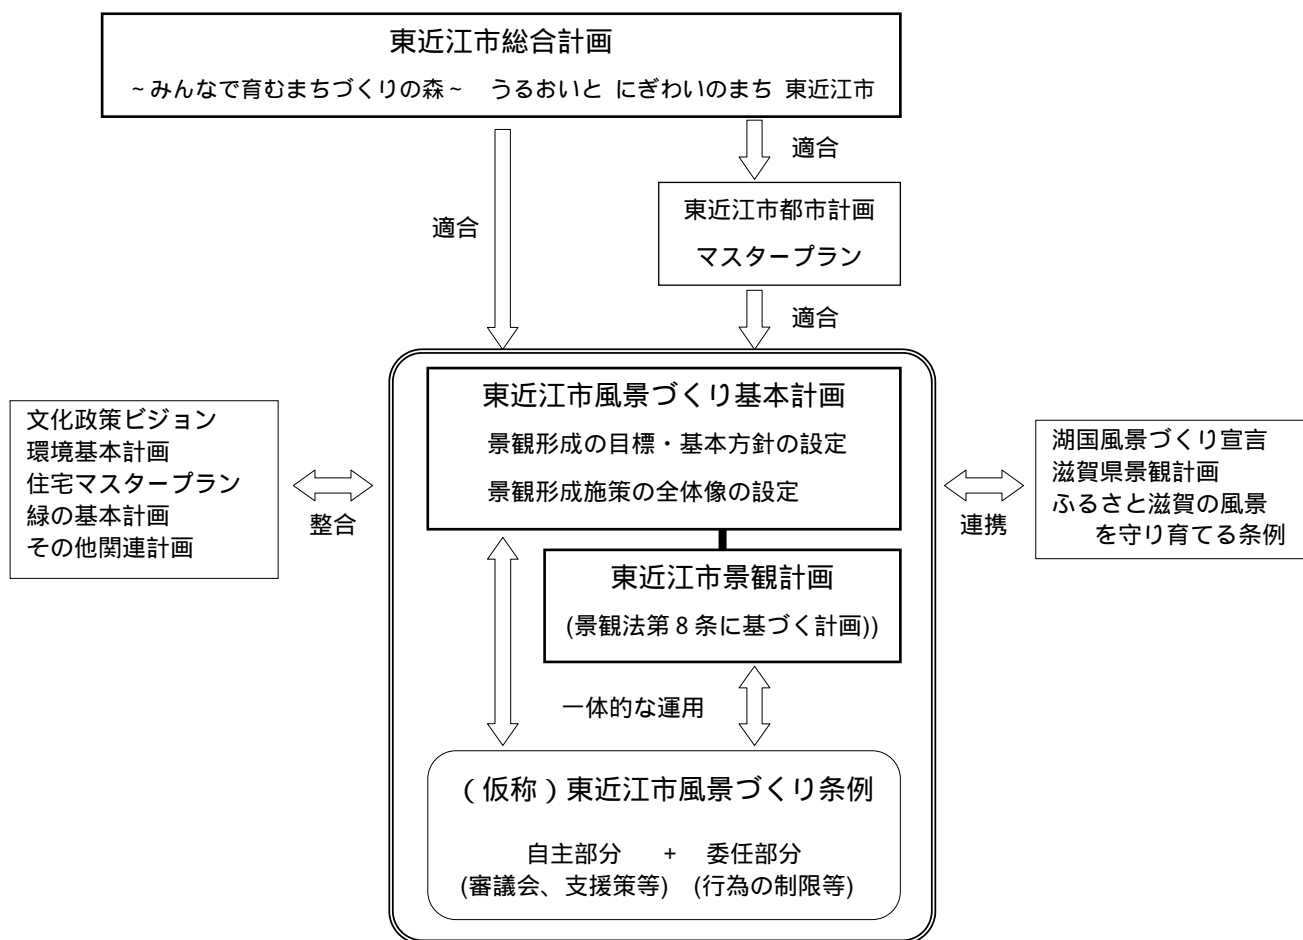 東近江市総合計画
~みんなで育むまちづくりの森~ うるおいと にぎわいのまち 東近江市
適合
適合
東近江市都市計画
マスタープラン
適合
東近江市風景づくり基本計画
景観形成の目標・基本方針の設定
景観形成施策の全体像の設定
文化政策ビジョン
環境基本計画
住宅マスタープラン
緑の基本計画
その他関連計画
整合
連携
湖国風景づくり宣言
滋賀県景観計画
ふるさと滋賀の風景
を守り育てる条例
東近江市景観計画
(景観法第8条に基づく計画))
一体的な運用
(仮称)東近江市風景づくり条例
自主部分 + 委任部分
(審議会、支援策等) (行為の制限等)